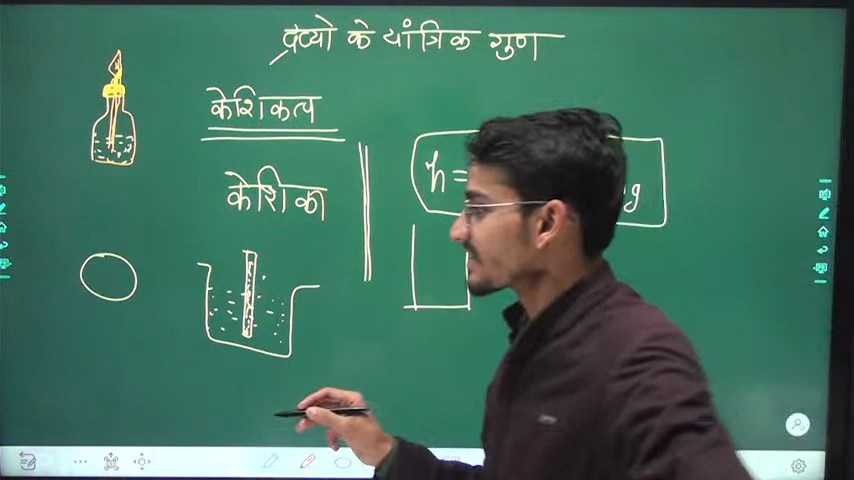 द्रव्यो के यांत्रिक गुण
केशिकत्व
केशिका
h =
g